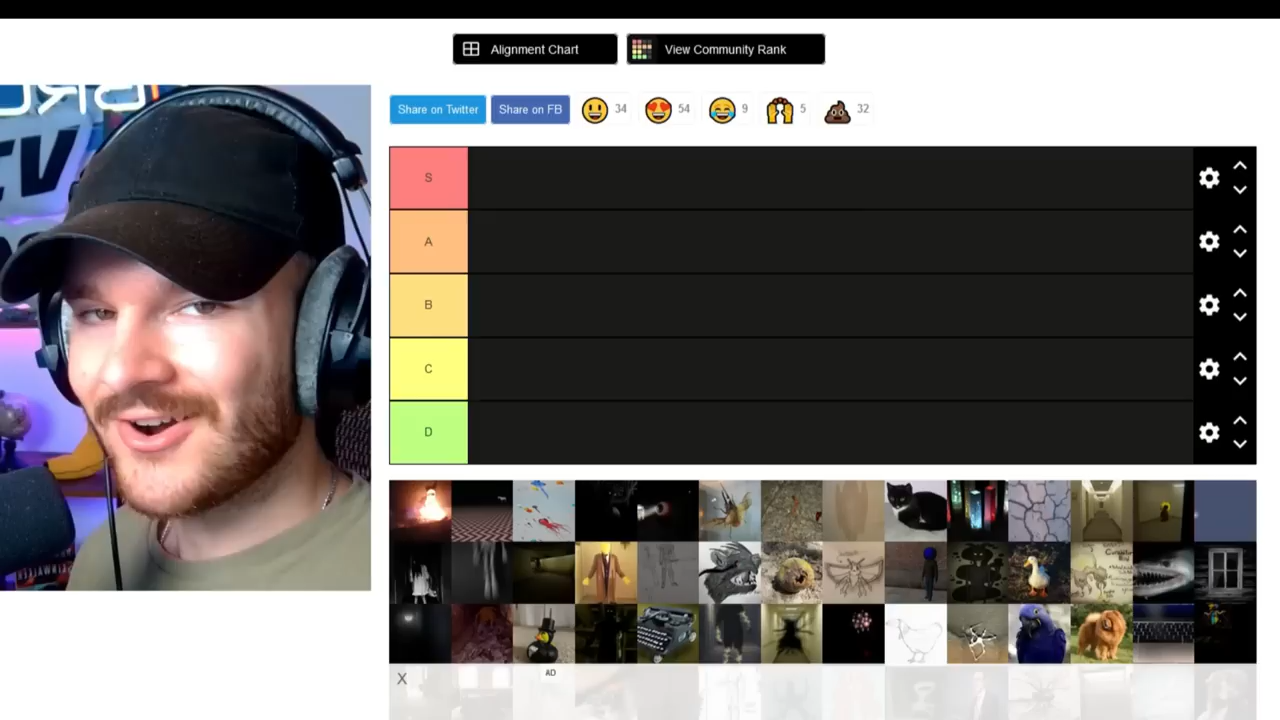 Alignment Chart
View Community Rank
Share on Twitter
Share on FB
34
54
9
5
32
S
A
B
C
D
X
AD